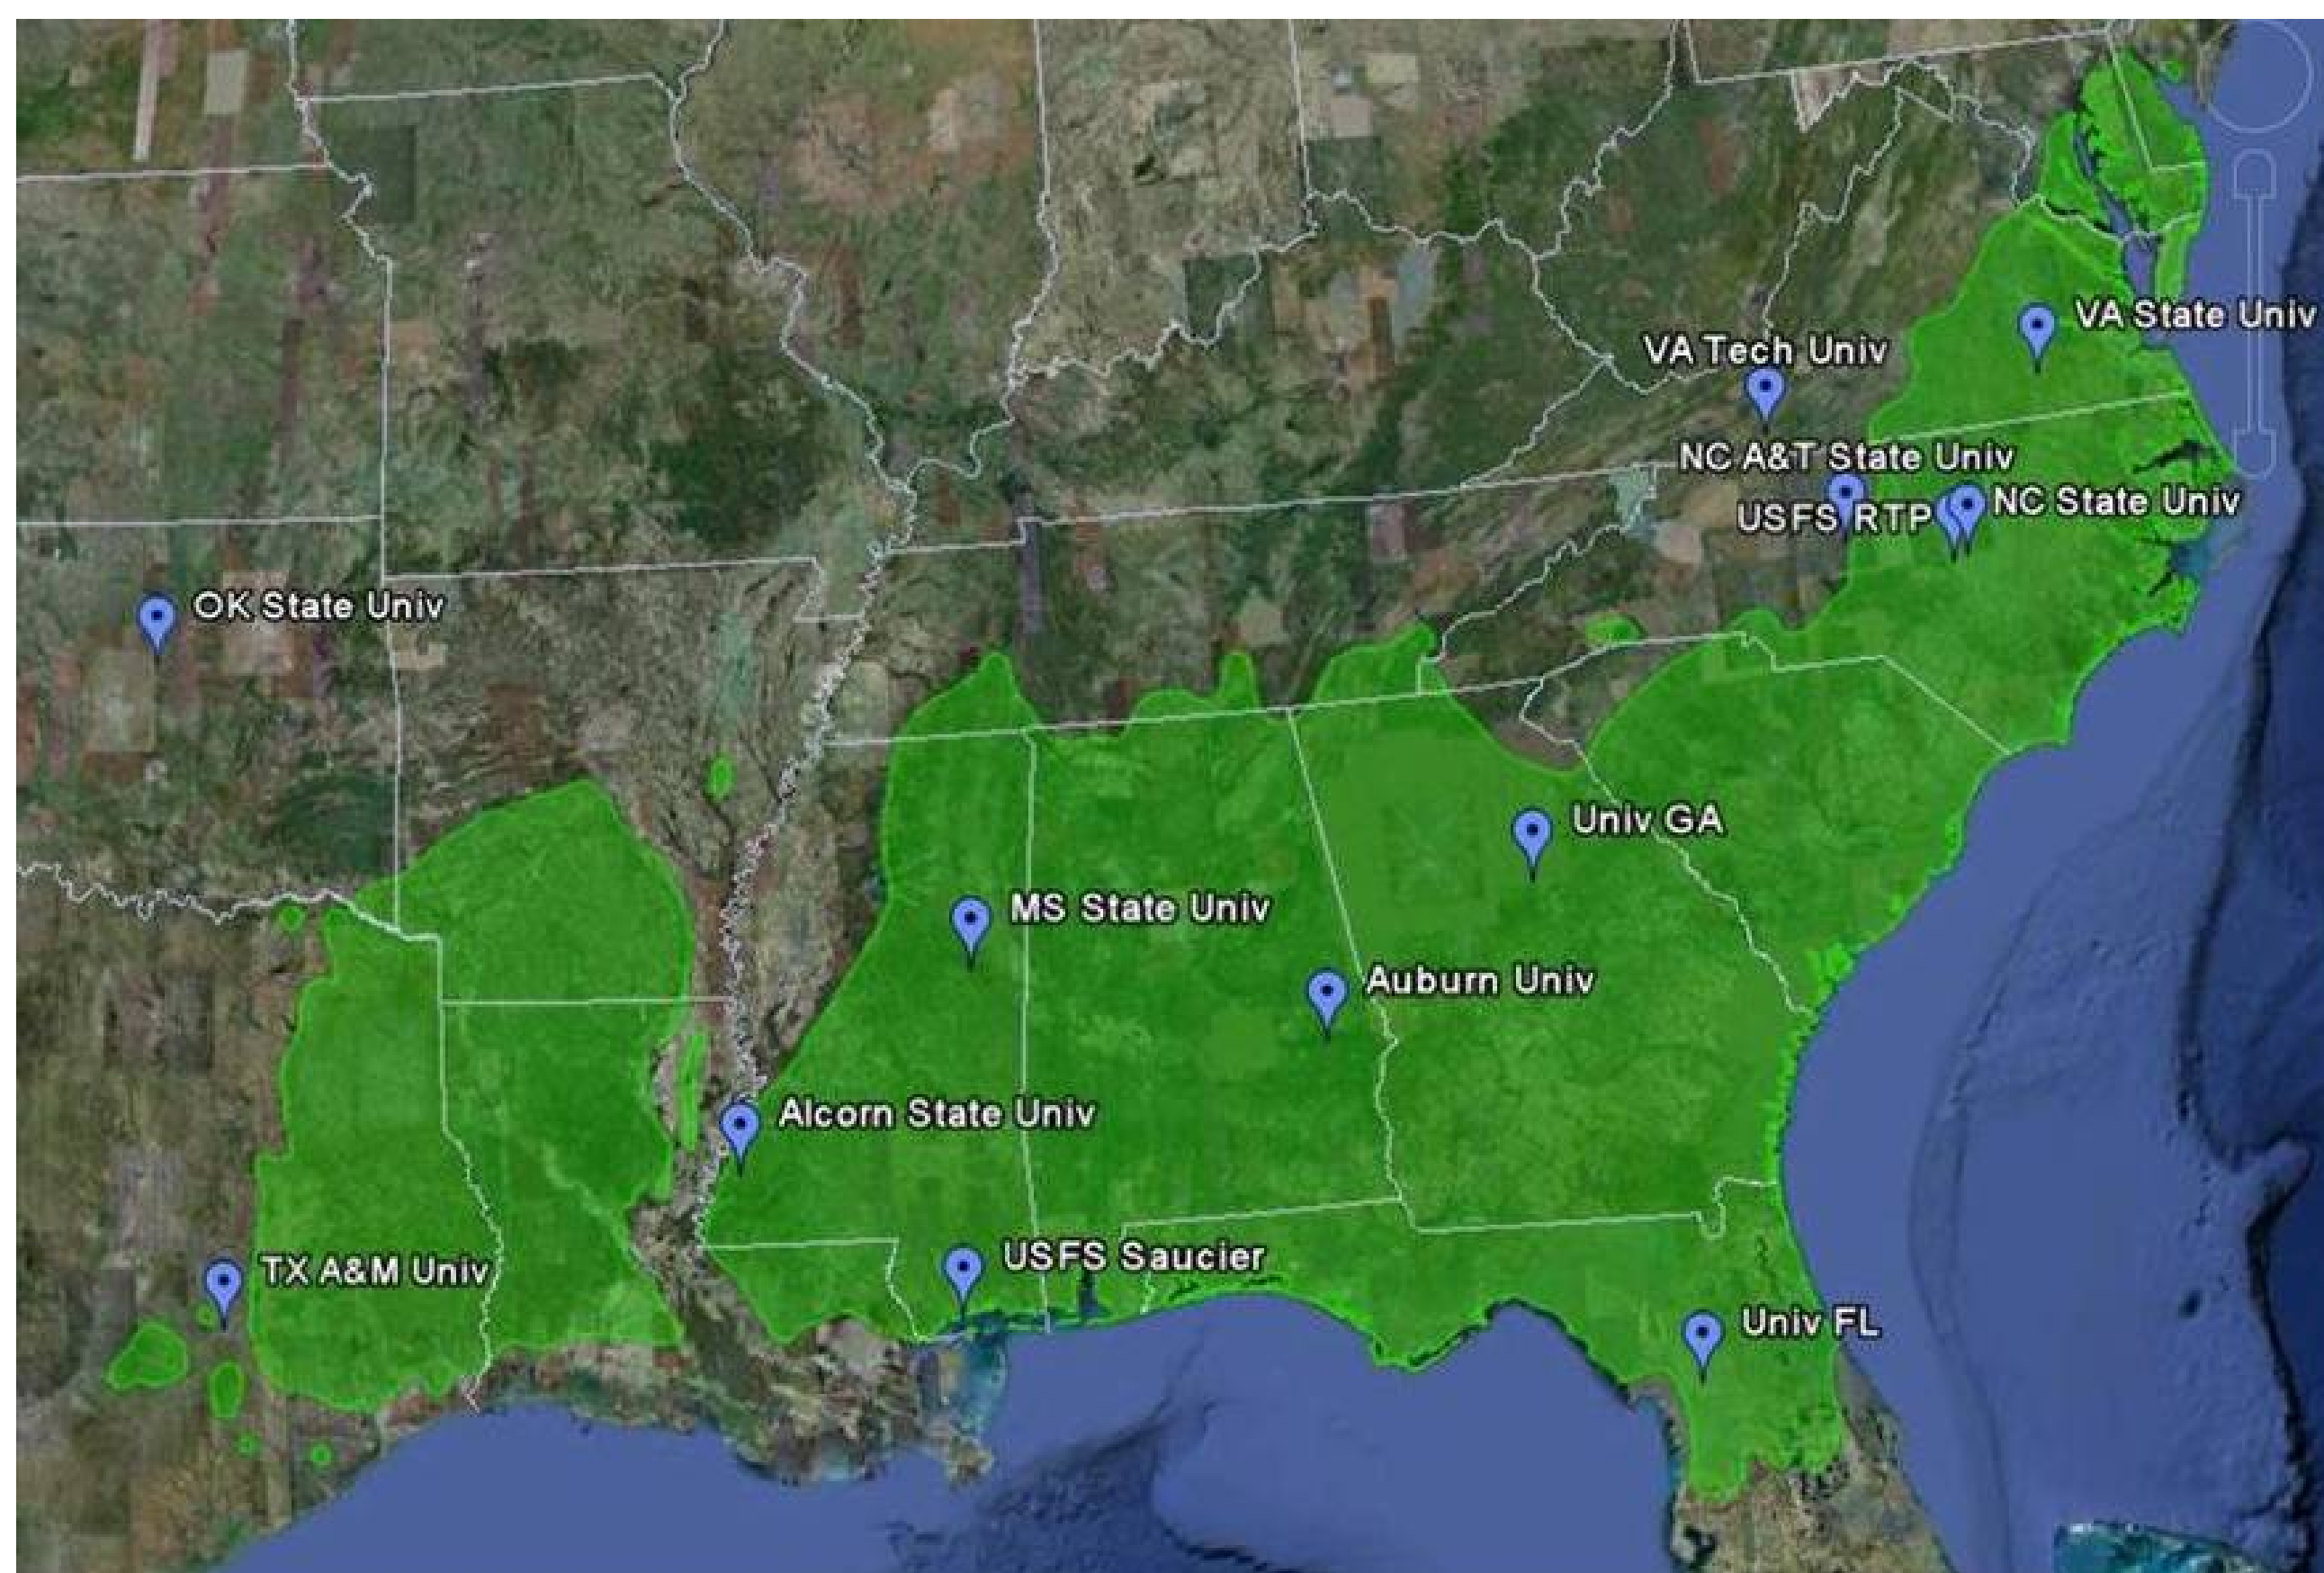 VA State Univ
VA Tech Univ
NC A&T State Univ
USFS RTP
NC State Univ
OK State Univ
Univ GA
MS State Univ
Auburn Univ
Alcorn State Univ
USFS Saucier
TX A&M Univ
Univ FL